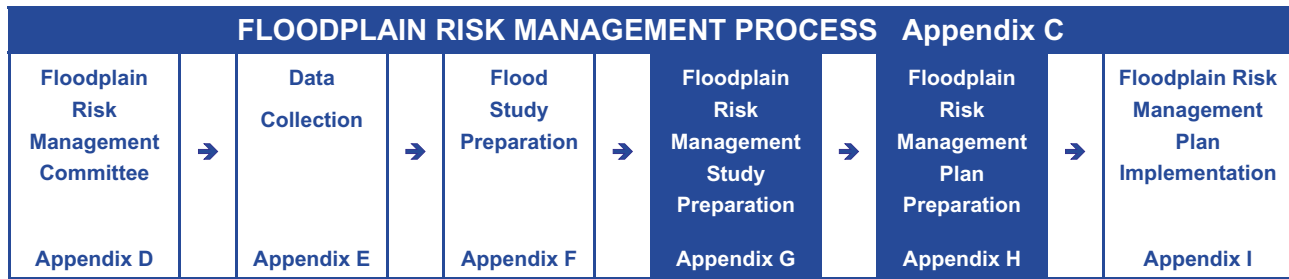 FLOODPLAIN RISK MANAGEMENT PROCESS Appendix C
Floodplain
Risk
Management
Committee
Appendix D
Data
Collection
Appendix E
Flood
Study
Preparation
Appendix F
Floodplain
Risk
Management
Study
Preparation
Appendix G
Floodplain
Risk
Management
Plan
Preparation
Appendix H
Floodplain Risk
Management
Plan
Implementation
Appendix I